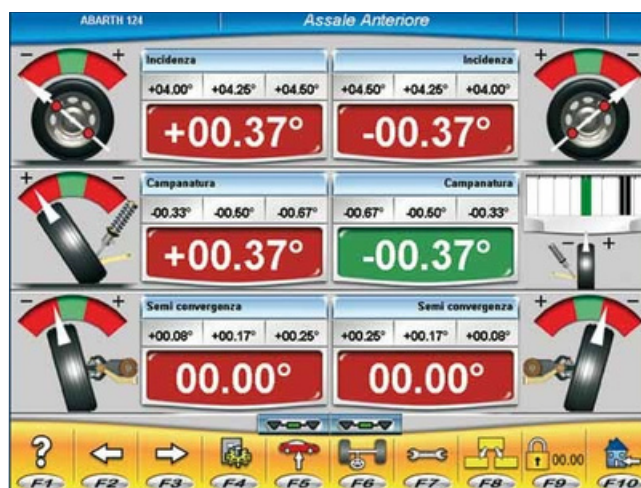 ABARTH 124 Assale Anteriore
Incidenza Incidenza
+04.00° +04.25° +04.50° +04.50° +04.25° +04.00°
+00.37° -00.37°
Campanatura Campanatura
-00.33° -00.50° -00.67° -00.67° -00.50° -00.33°
+00.37° -00.37°
Semi convergenza Semi convergenza
+00.08° +00.17° +00.25° +00.25° +00.17° +00.08°
00.00° 00.00°
00.00
F1 F2 F3 F4 F5 F6 F7 F8 F9 F10